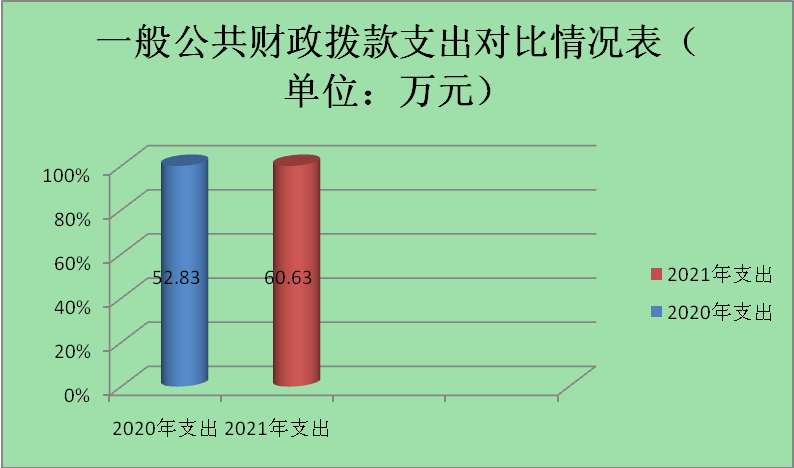 一般公共财政拨款支出对比情况表（
单位：万元）
100%
80%
60%
40%
20%
0%
52.83
60.63
2020年支出 2021年支出
2021年支出
2020年支出